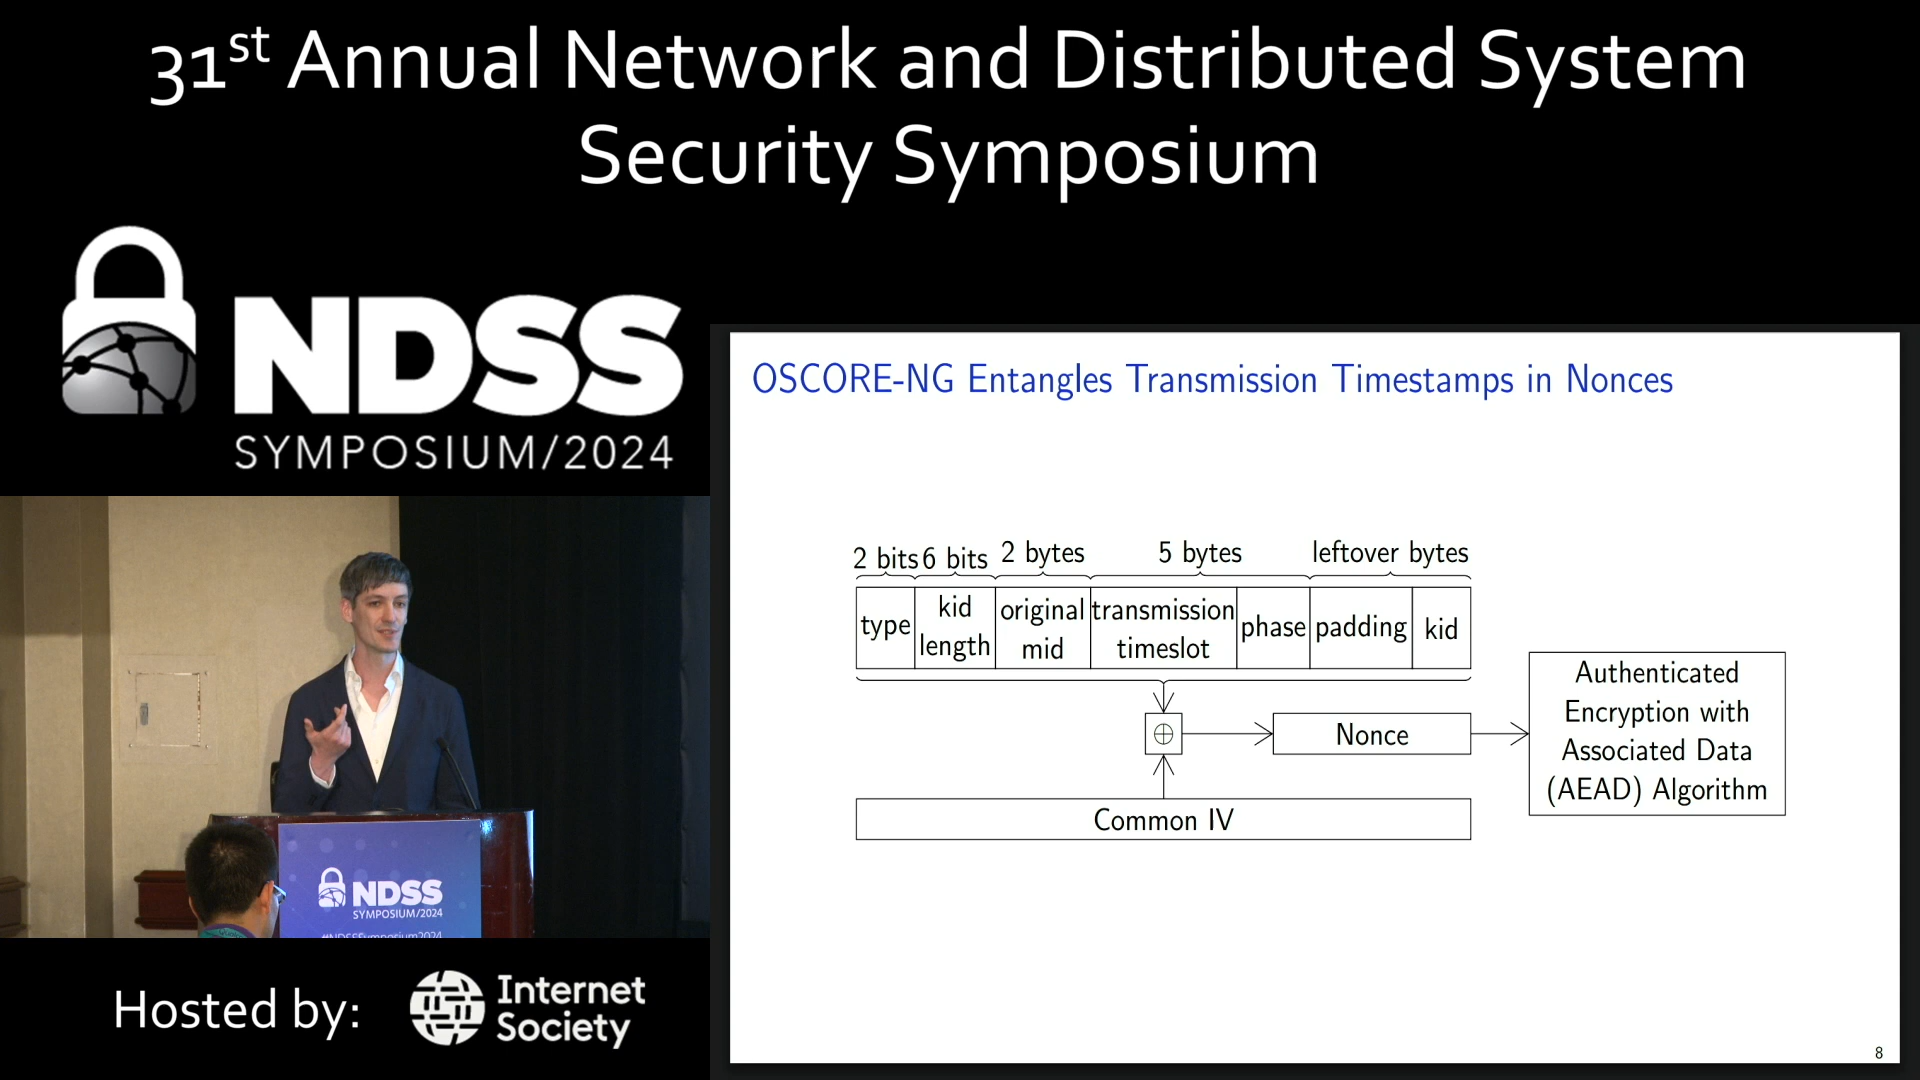 31st Annual Network and Distributed System
Security Symposium
NDSS
SYMPOSIUM/2024
OSCORE-NG Entangles Transmission Timestamps in Nonces
2 bits 6 bits 2 bytes 5 bytes leftover bytes
type
kid
length
original
mid
transmission
timeslot
phase
padding
kid
⊕
Nonce
Common IV
Authenticated
Encryption with
Associated Data
(AEAD) Algorithm
8
NDSS
SYMPOSIUM/2024
#NDSSSymposium2024
Hosted by:
Internet
Society